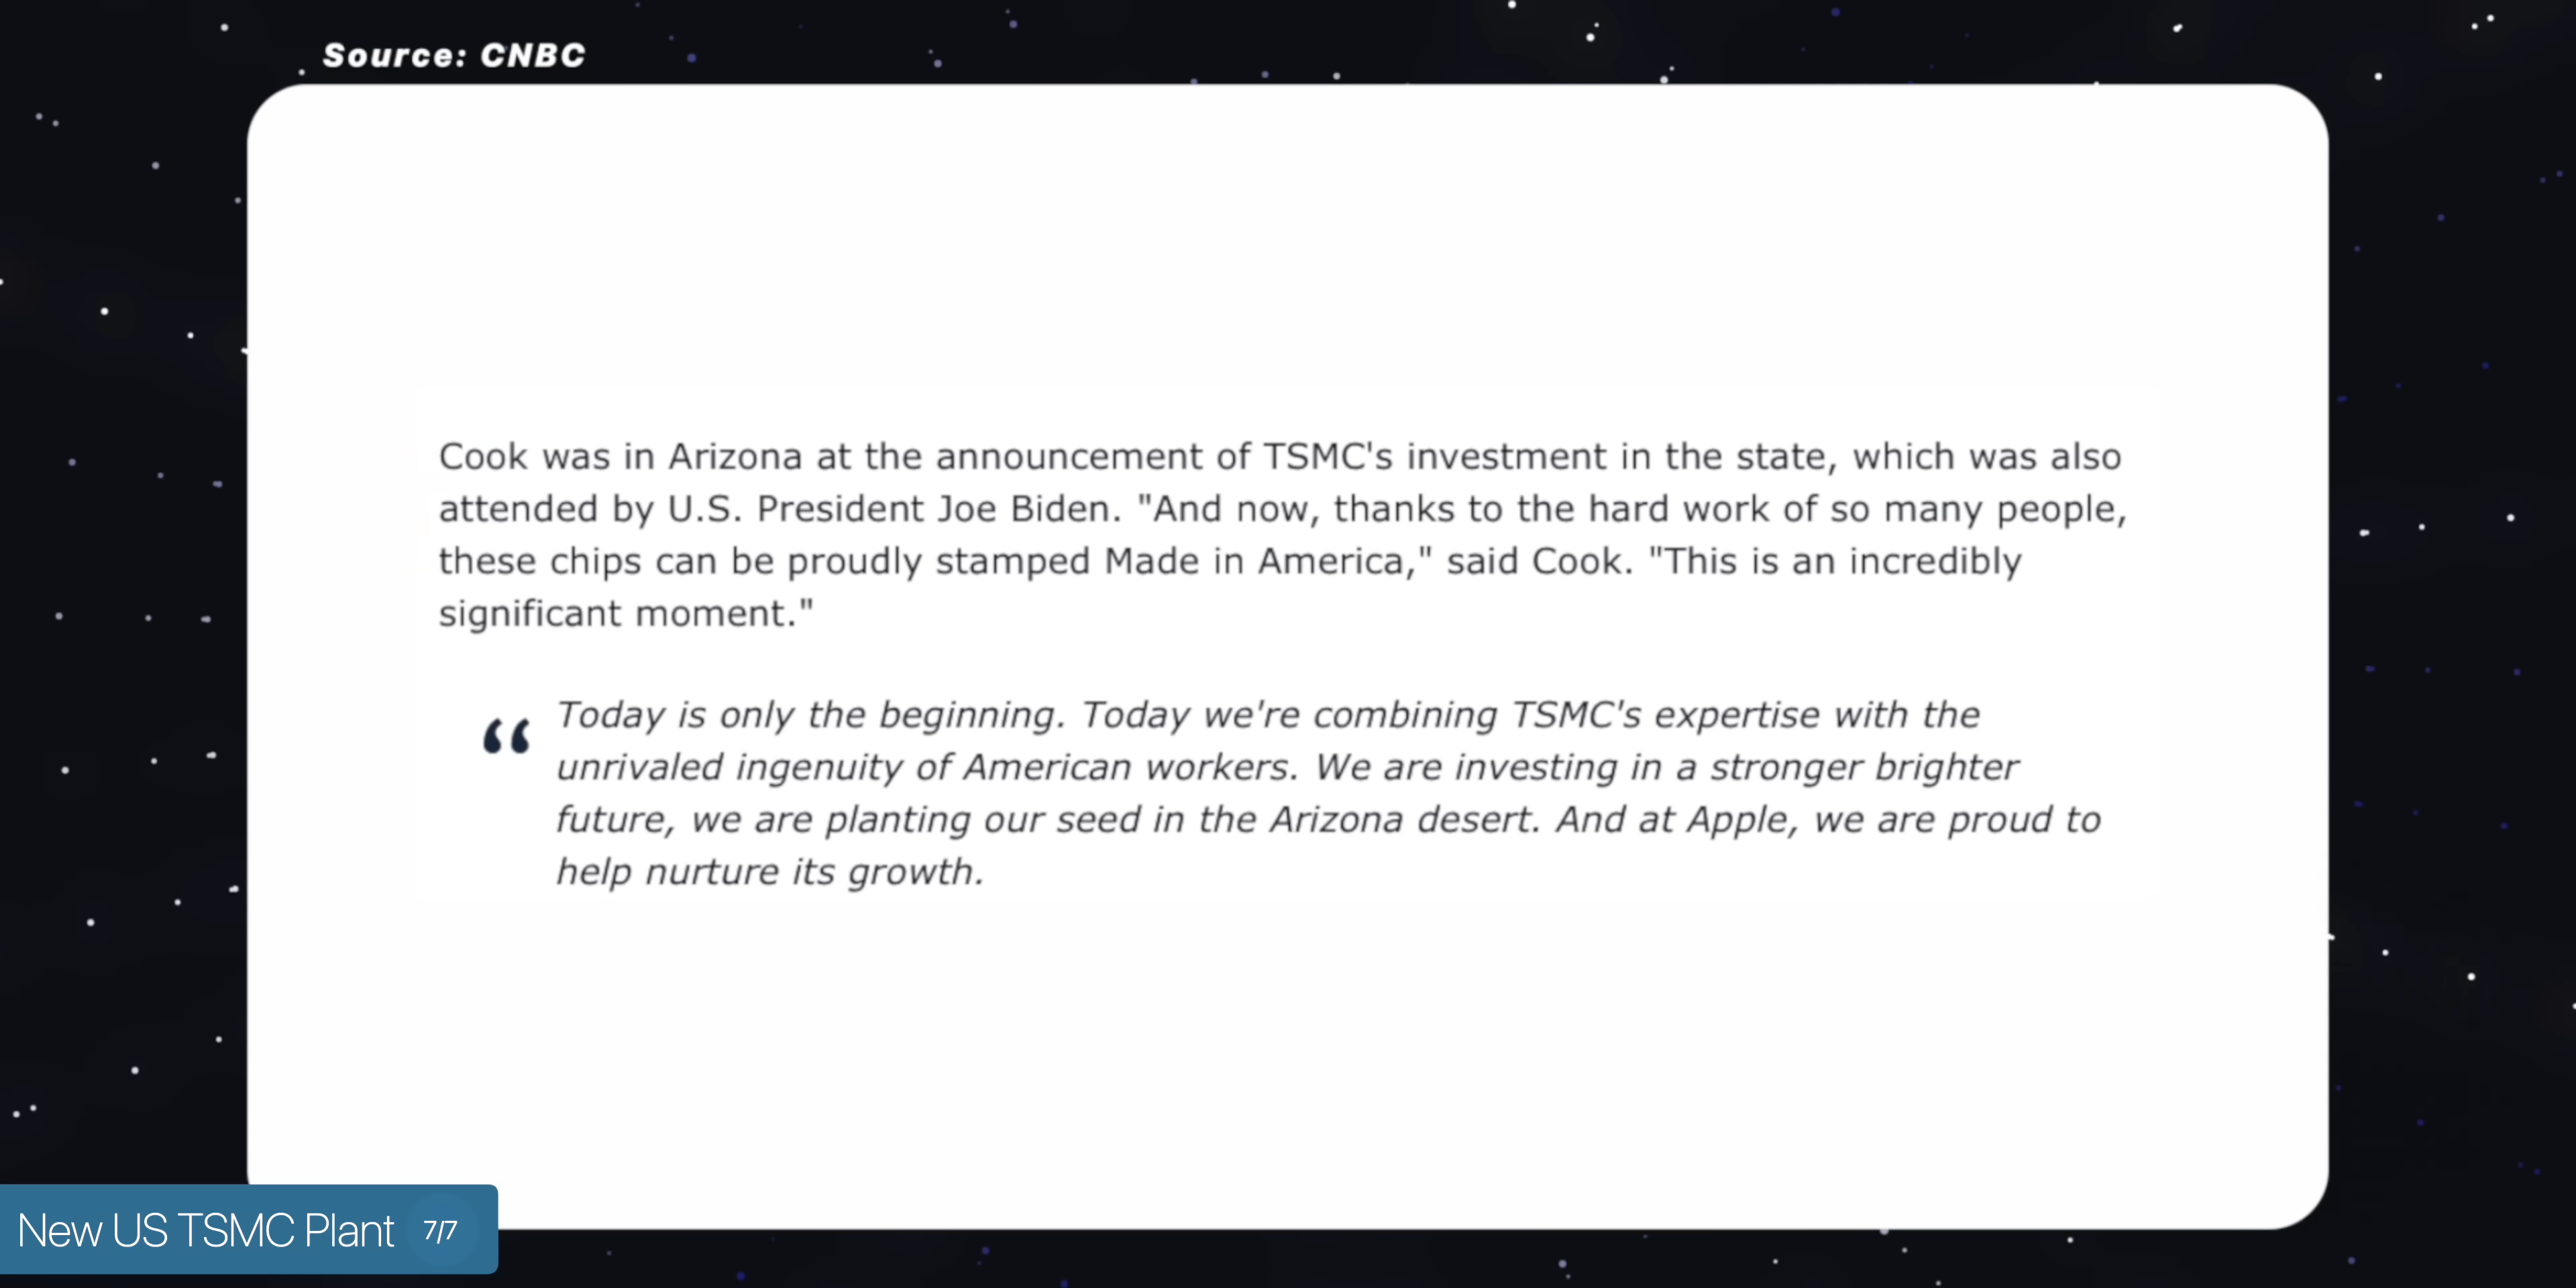 Source: CNBC
Cook was in Arizona at the announcement of TSMC's investment in the state, which was also
attended by U.S. President Joe Biden. "And now, thanks to the hard work of so many people,
these chips can be proudly stamped Made in America," said Cook. "This is an incredibly
significant moment."
“ Today is only the beginning. Today we're combining TSMC's expertise with the
unrivaled ingenuity of American workers. We are investing in a stronger brighter
future, we are planting our seed in the Arizona desert. And at Apple, we are proud to
help nurture its growth.
New US TSMC Plant 7/7